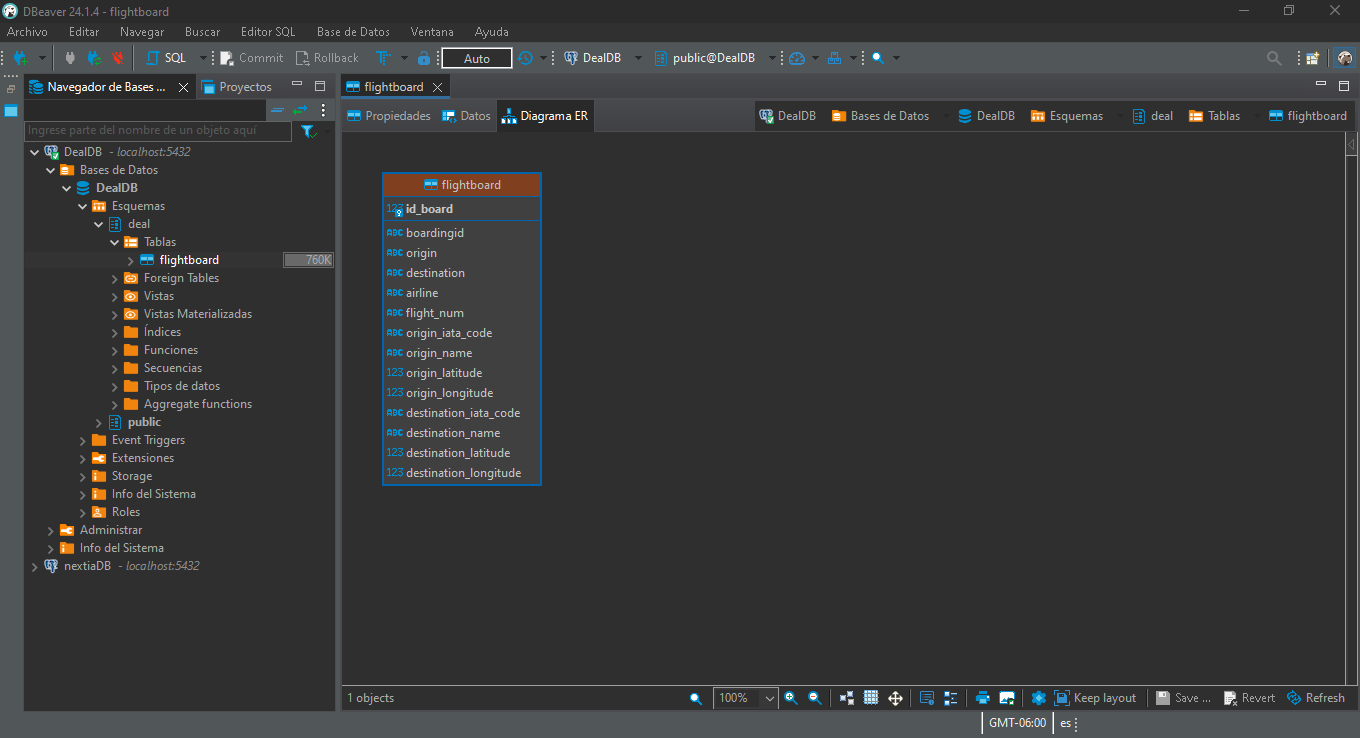 DBeaver 24.1.4 - flightboard
Archivo Editar Navegar Buscar Editor SQL Base de Datos Ventana Ayuda
SQL Commit Rollback Auto DealDB public@DealDB
Navegador de Bases ... Proyectos
Ingrese parte del nombre de un objeto aquí
DealDB - localhost:5432
Bases de Datos
DealDB
Esquemas
deal
Tablas
flightboard 760K
Foreign Tables
Vistas
Vistas Materializadas
Índices
Funciones
Secuencias
Tipos de datos
Aggregate functions
public
Event Triggers
Extensiones
Storage
Info del Sistema
Roles
Administrar
Info del Sistema
nextiaDB - localhost:5432
flightboard
Propiedades Datos Diagrama ER DealDB Bases de Datos DealDB Esquemas deal Tablas flightboard
flightboard
123 id_board
ABC boardingid
ABC origin
ABC destination
ABC airline
ABC flight_num
ABC origin_iata_code
ABC origin_name
123 origin_latitude
123 origin_longitude
ABC destination_iata_code
ABC destination_name
123 destination_latitude
123 destination_longitude
1 objects 100% Keep layout Save ... Revert Refresh
GMT-06:00 es